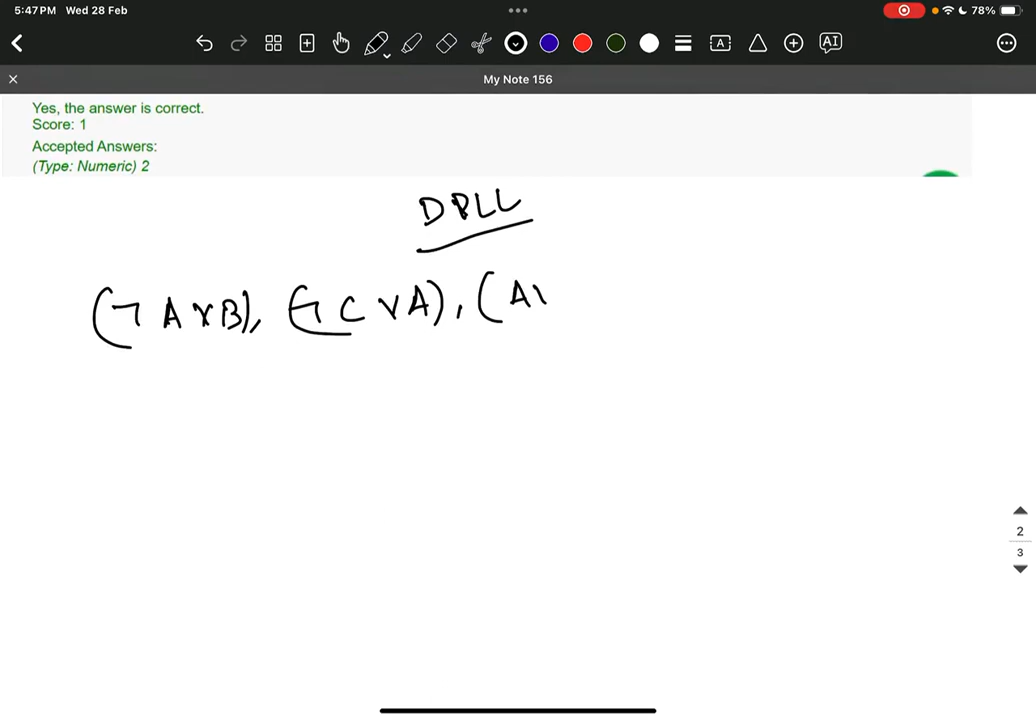 5:47 PM Wed 28 Feb 78%
A AI
My Note 156
Yes, the answer is correct.
Score: 1
Accepted Answers:
(Type: Numeric) 2
DPLL
(¬ A ∨ B), (¬ C ∨ A), (A
2
3